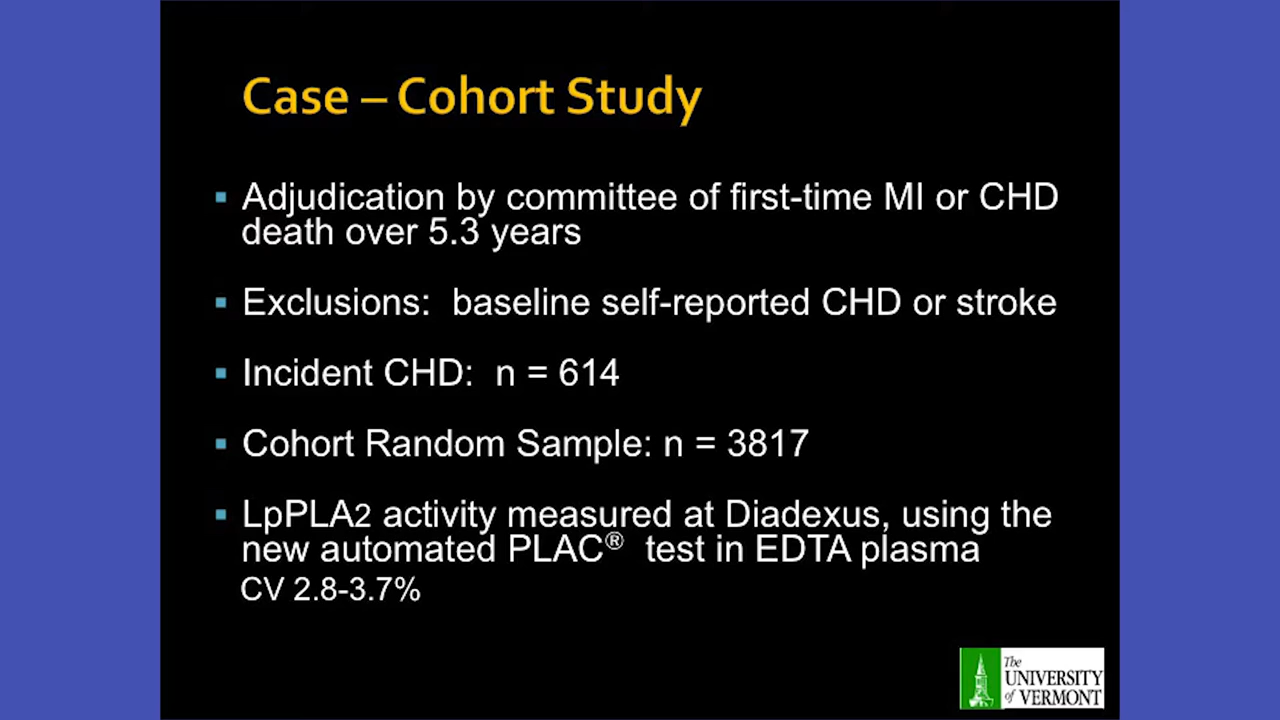 Case – Cohort Study
▪ Adjudication by committee of first-time MI or CHD
death over 5.3 years
▪ Exclusions:  baseline self-reported CHD or stroke
▪ Incident CHD:  n = 614
▪ Cohort Random Sample: n = 3817
▪ LpPLA2 activity measured at Diadexus, using the
new automated PLAC®  test in EDTA plasma
CV 2.8-3.7%
The
UNIVERSITY
of VERMONT